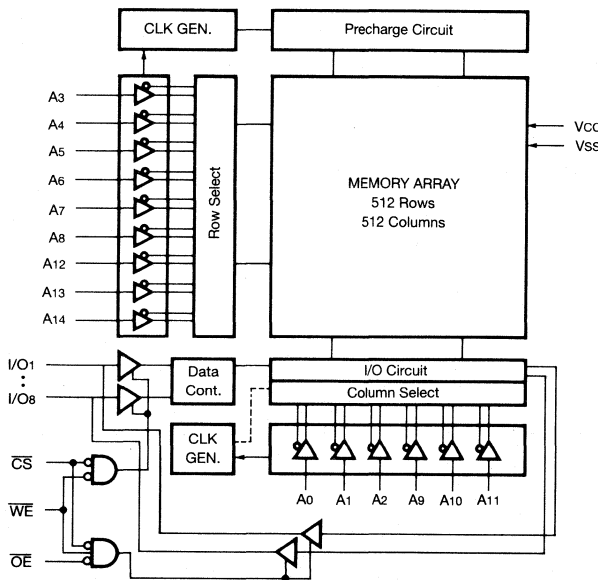 CLK GEN.
Precharge Circuit
A3
A4
A5
A6
A7
A8
A12
A13
A14
Row Select
MEMORY ARRAY
512 Rows
512 Columns
VCC
VSS
I/O1
I/O8
Data
Cont.
I/O Circuit
Column Select
CLK
GEN.
A0 A1 A2 A9 A10 A11
CS
WE
OE